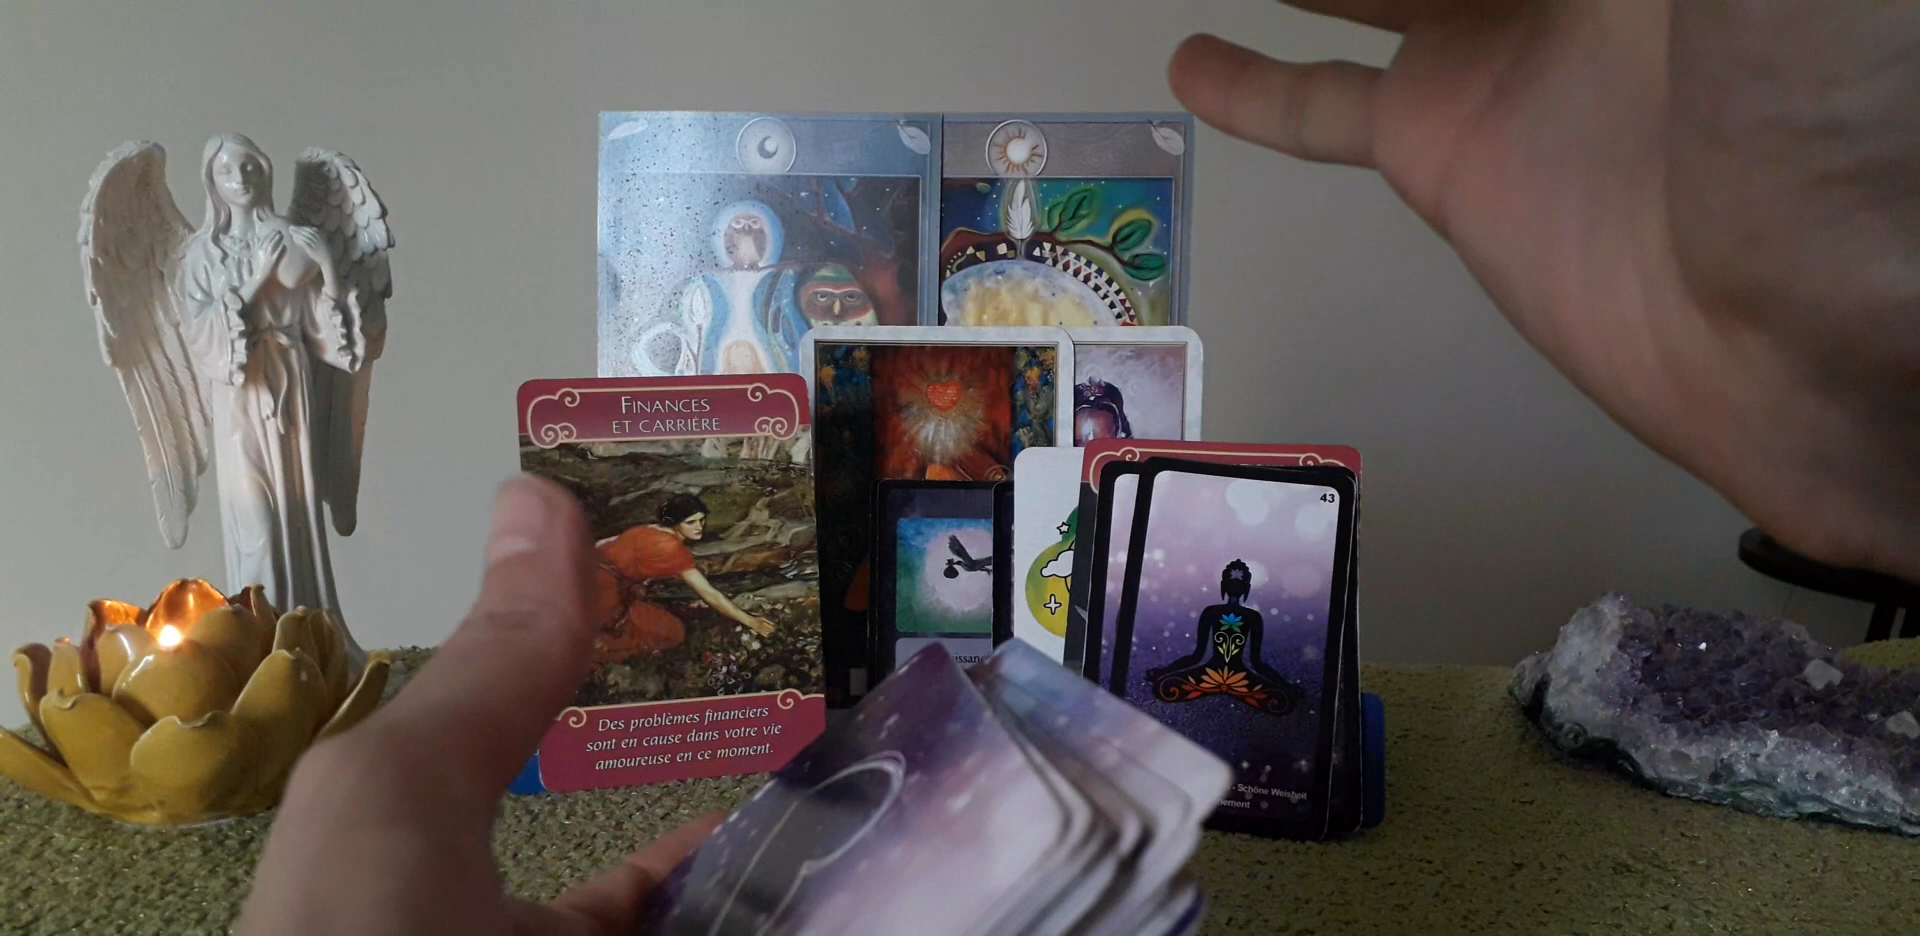 FINANCES
ET CARRIÈRE
Des problèmes financiers
sont en cause dans votre vie
amoureuse en ce moment.
43
- Schöne Weisheit